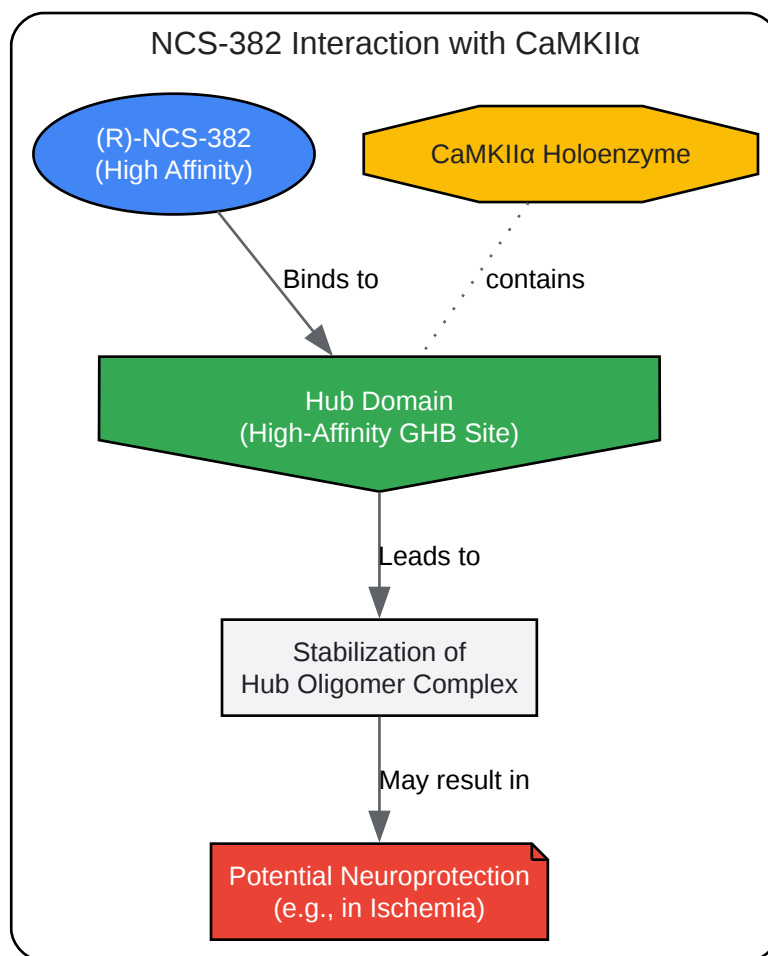 NCS-382 Interaction with CaMKIIα
(R)-NCS-382
(High Affinity)
CaMKIIα Holoenzyme
Binds to
contains
Hub Domain
(High-Affinity GHB Site)
Leads to
Stabilization of
Hub Oligomer Complex
May result in
Potential Neuroprotection
(e.g., in Ischemia)